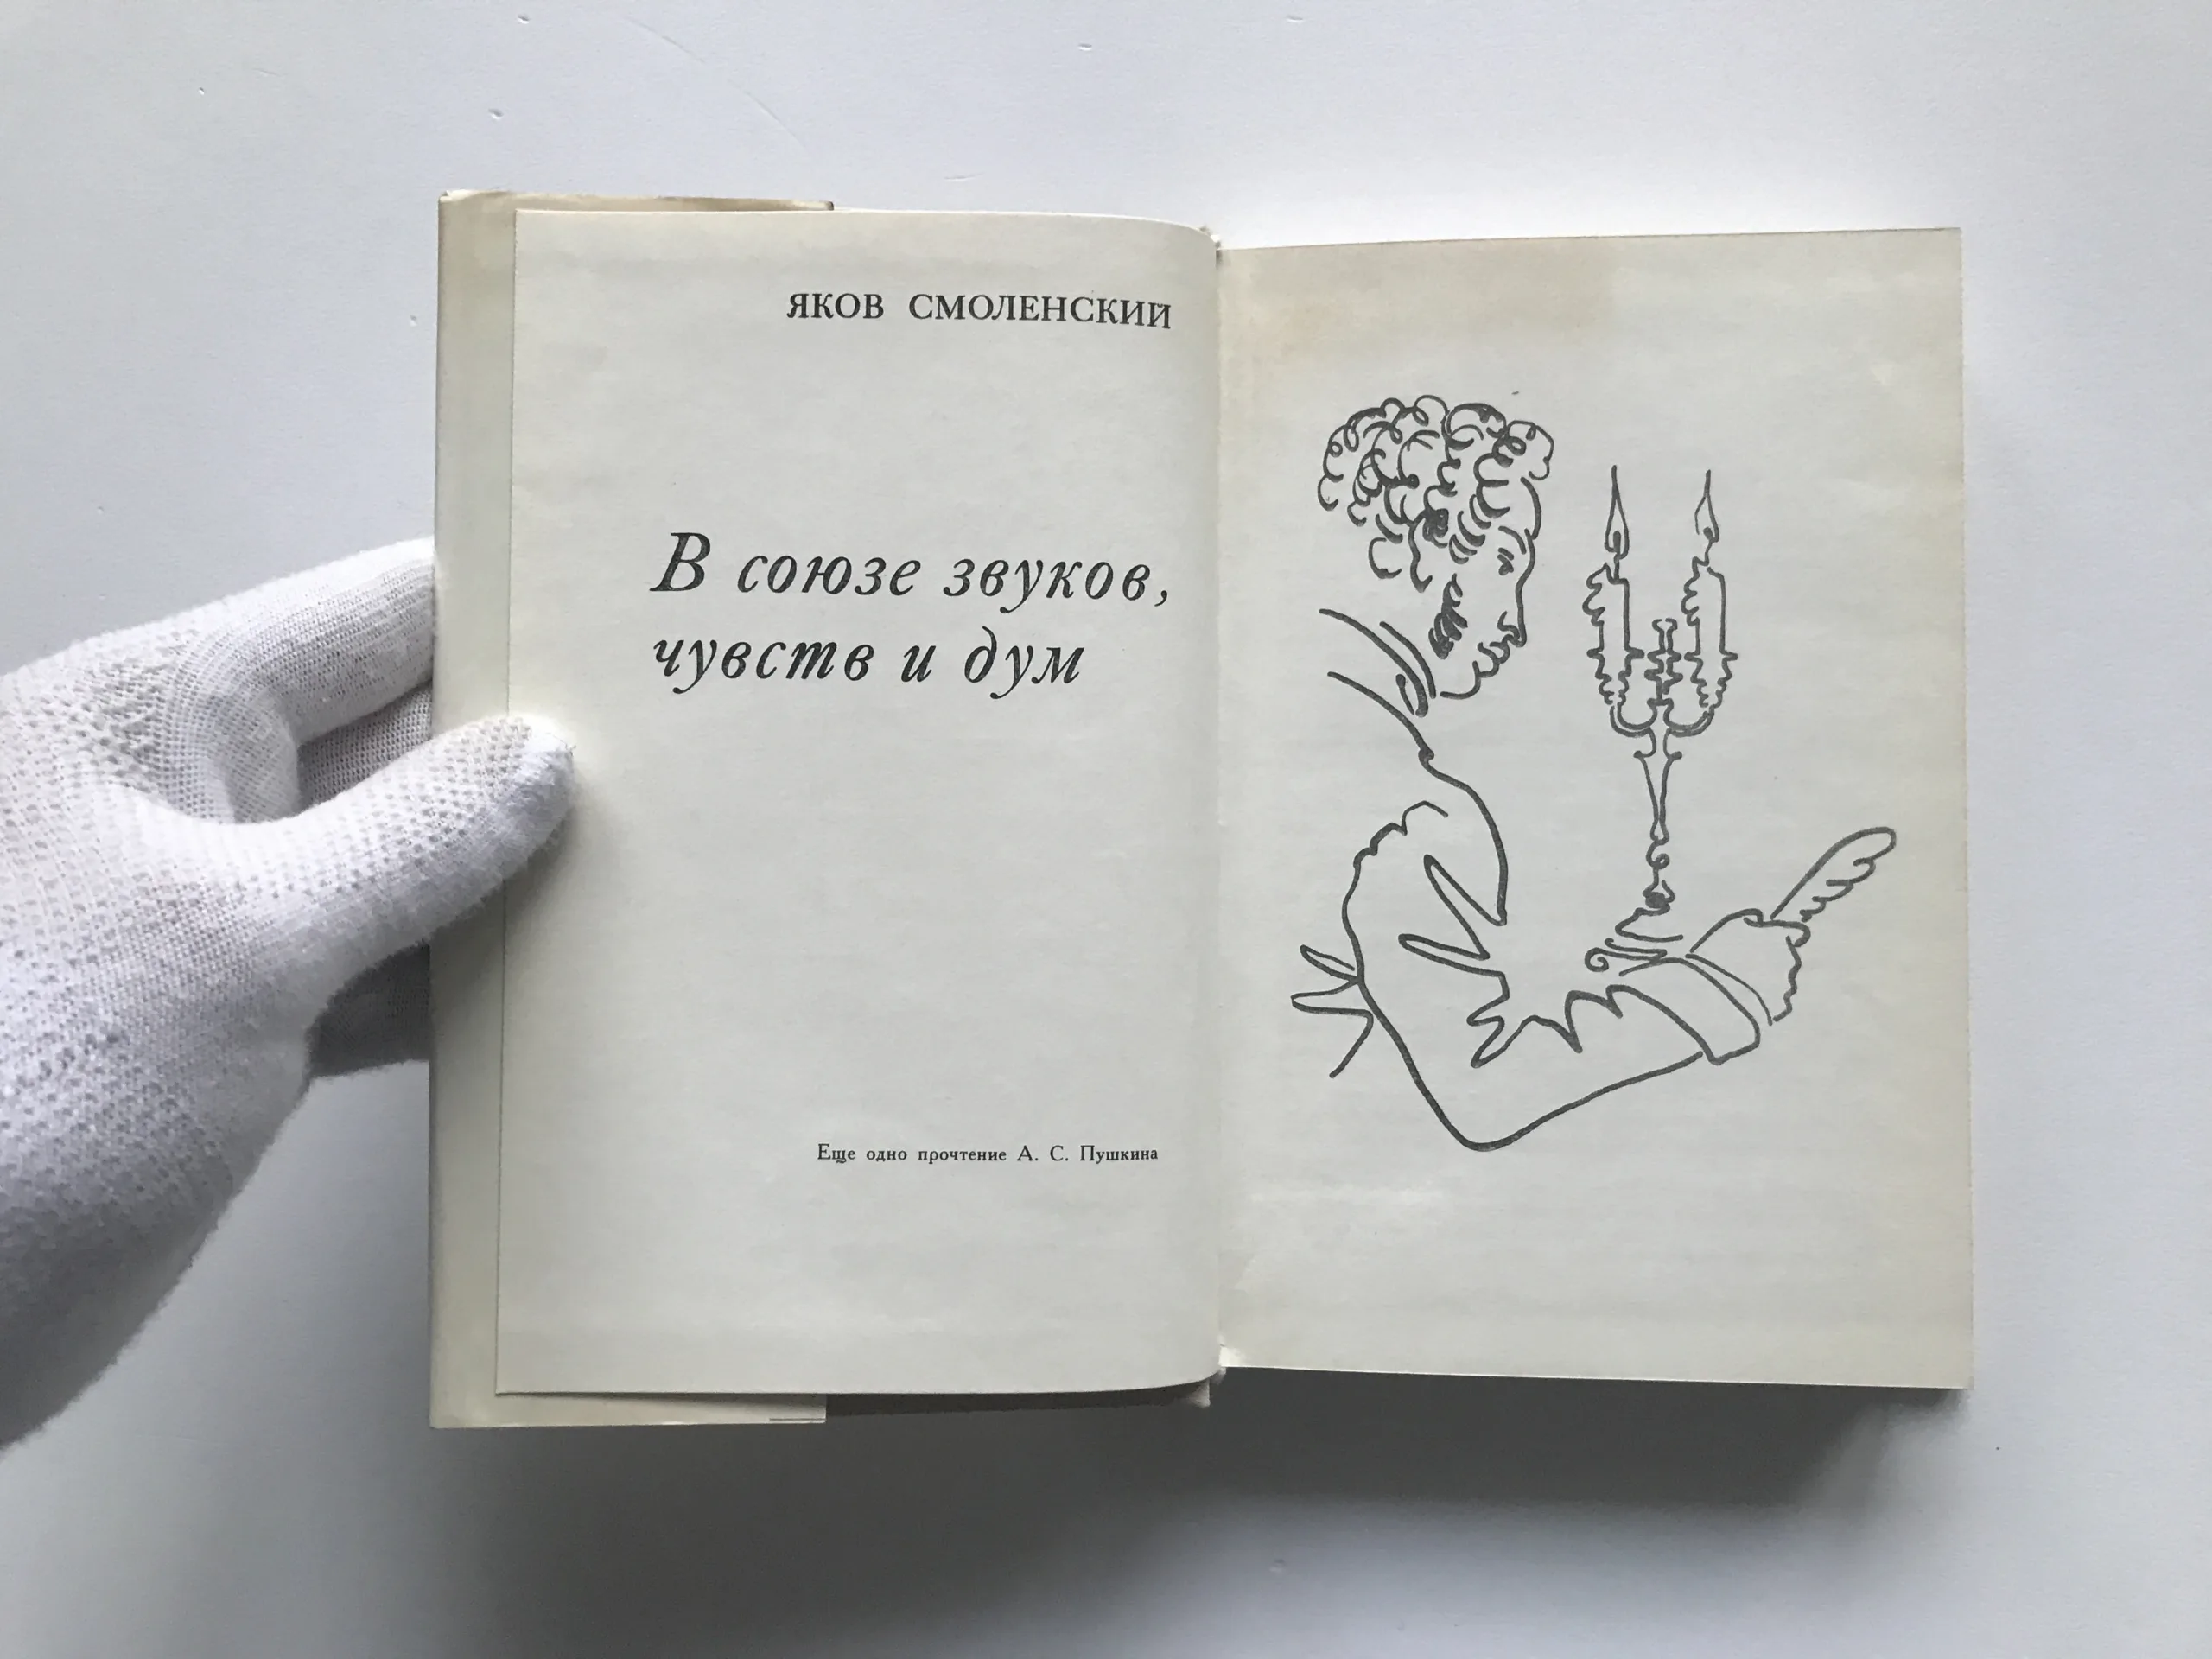 ЯКОВ СМОЛЕНСКИЙ
В союзе звуков,
чувств и дум
Еще одно прочтение А. С. Пушкина